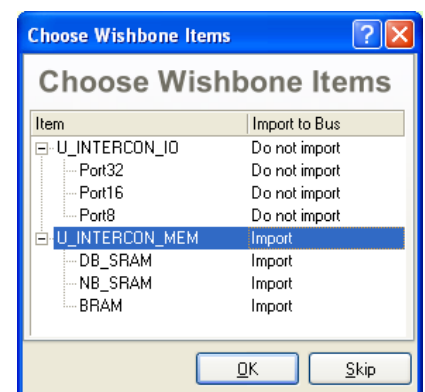 Choose Wishbone Items
Choose Wishbone Items
Item Import to Bus
U_INTERCON_IO Do not import
Port32 Do not import
Port16 Do not import
Port8 Do not import
U_INTERCON_MEM Import
DB_SRAM Import
NB_SRAM Import
BRAM Import
OK Skip